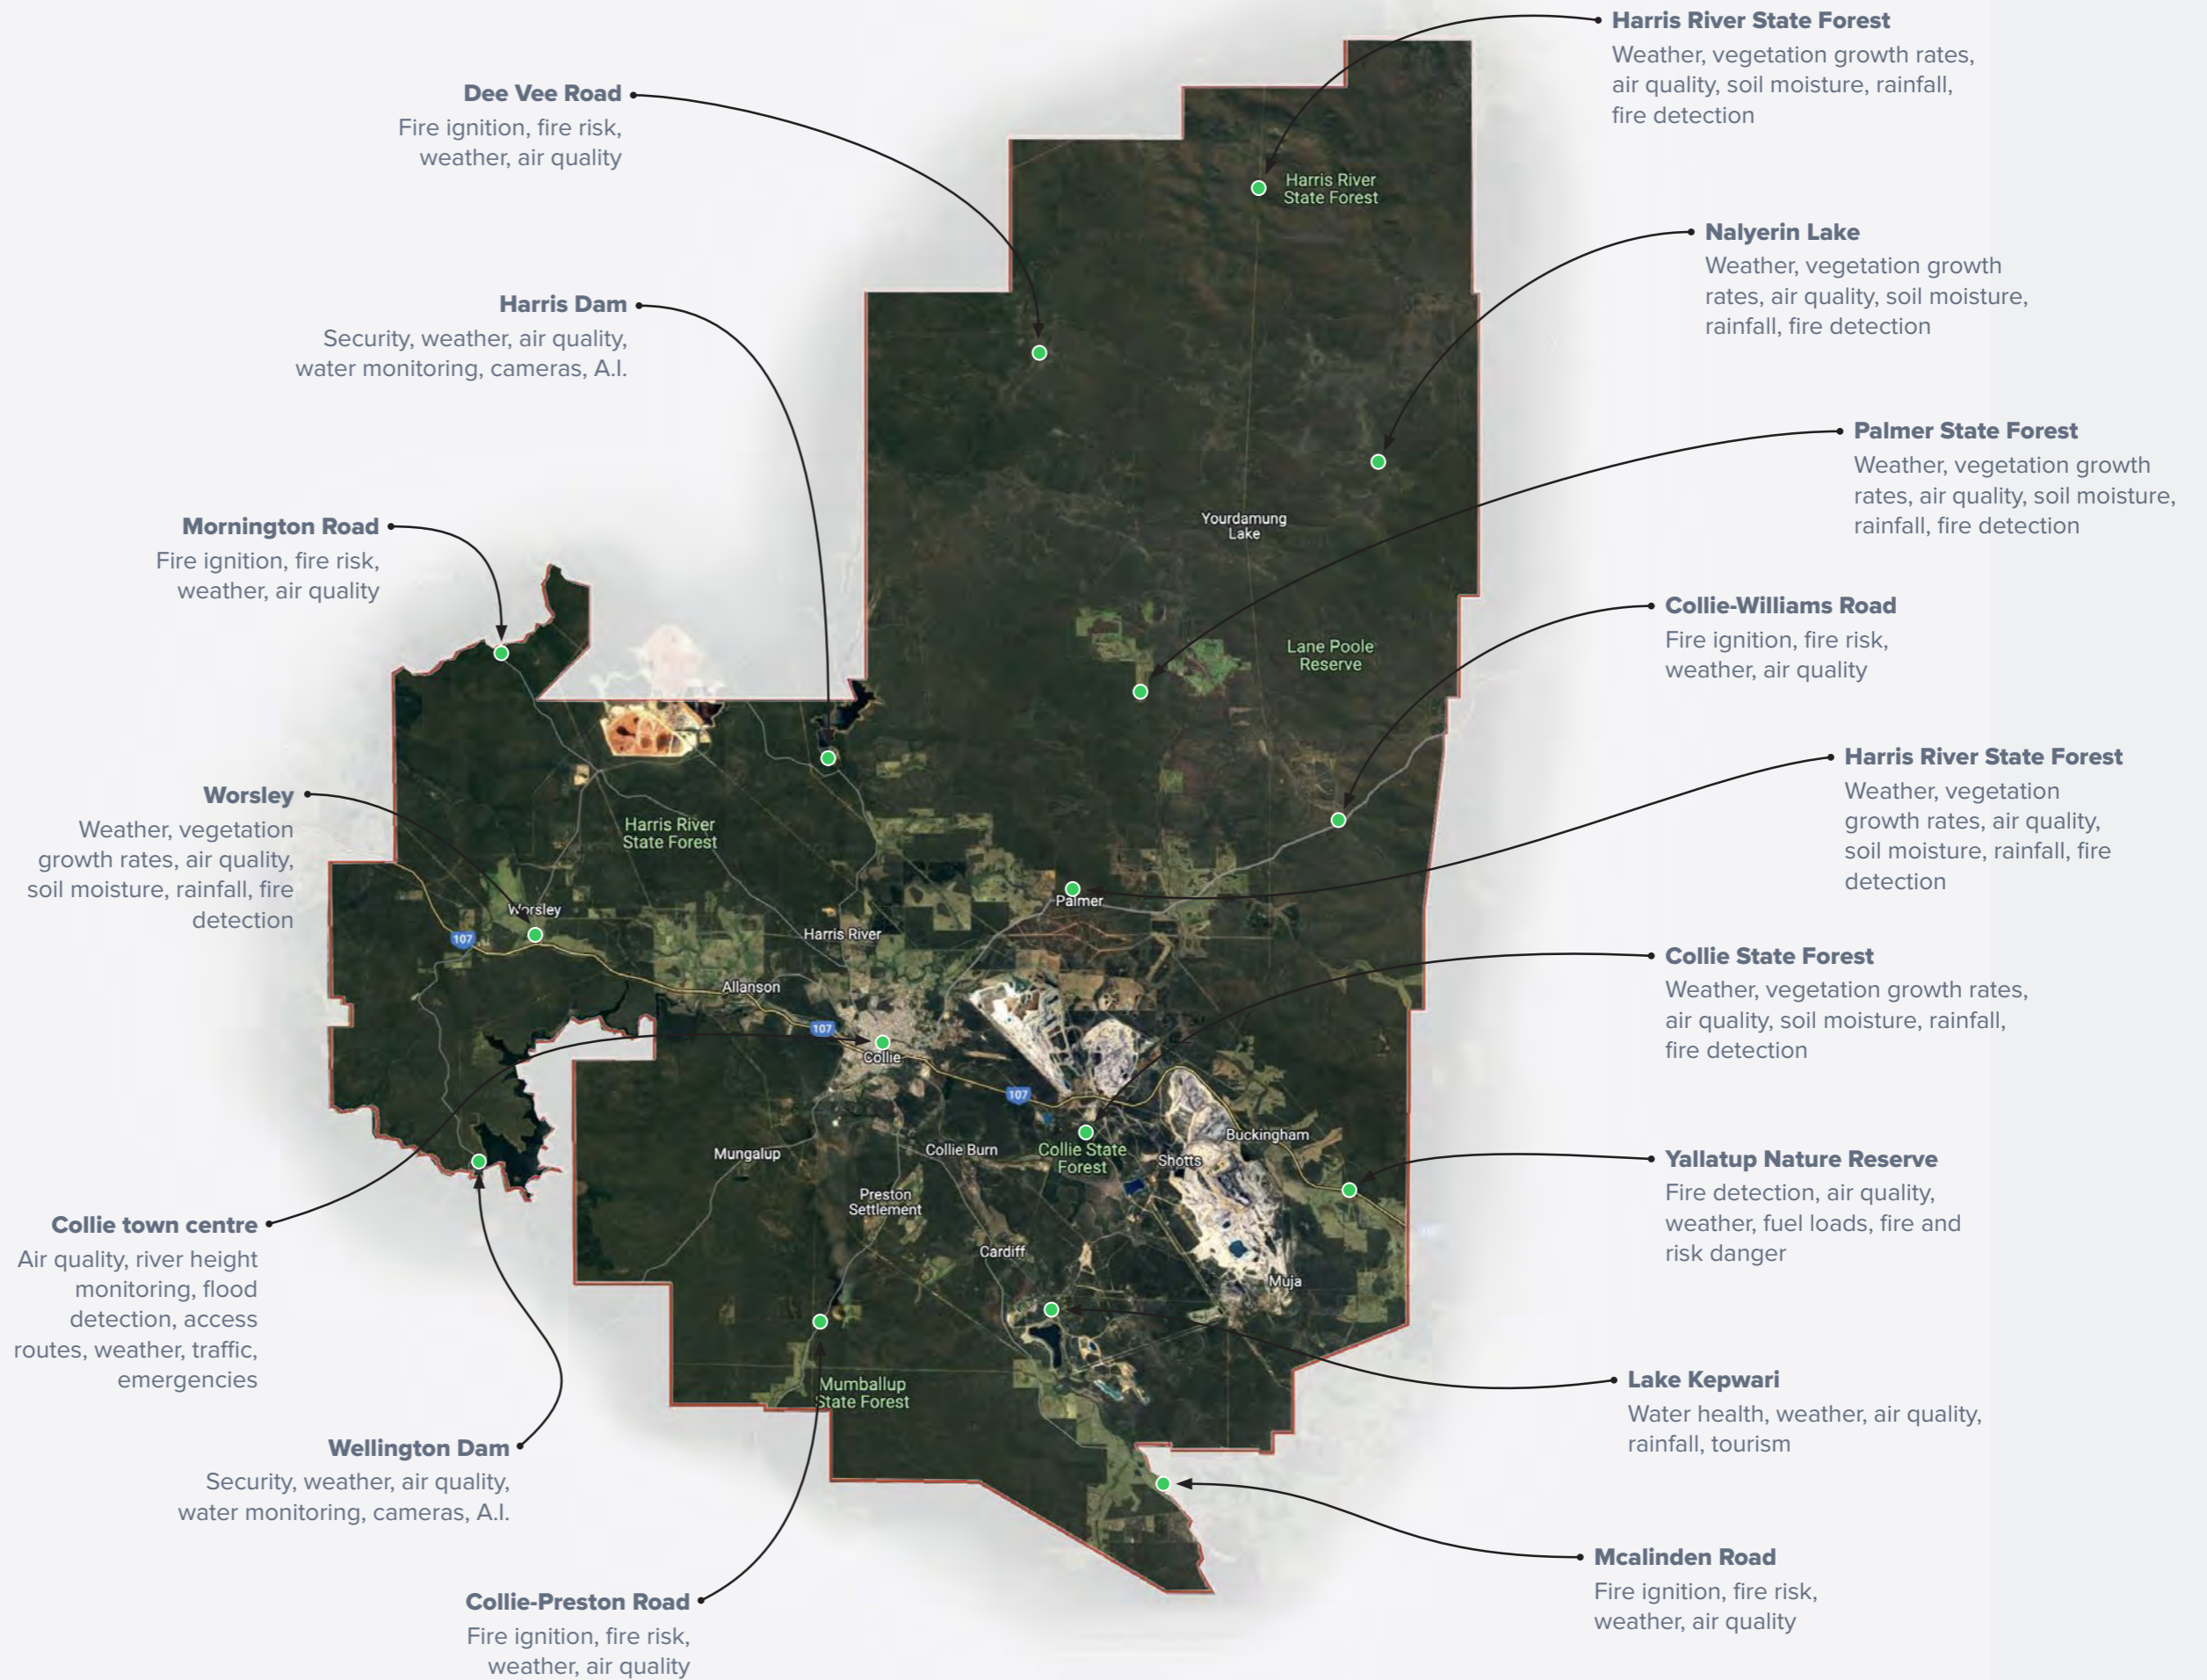 Harris River State Forest
Weather, vegetation growth rates,
air quality, soil moisture, rainfall,
fire detection
Dee Vee Road
Fire ignition, fire risk,
weather, air quality
Harris River
State Forest
Nalyerin Lake
Weather, vegetation growth
rates, air quality, soil moisture,
rainfall, fire detection
Harris Dam
Security, weather, air quality,
water monitoring, cameras, A.I.
Palmer State Forest
Weather, vegetation growth
rates, air quality, soil moisture,
rainfall, fire detection
Yourdamung
Lake
Mornington Road
Fire ignition, fire risk,
weather, air quality
Collie-Williams Road
Fire ignition, fire risk,
weather, air quality
Lane Poole
Reserve
Harris River State Forest
Weather, vegetation
growth rates, air quality,
soil moisture, rainfall, fire
detection
Worsley
Weather, vegetation
growth rates, air quality,
soil moisture, rainfall, fire
detection
Harris River
State Forest
Worsley
Palmer
107
Harris River
Collie State Forest
Weather, vegetation growth rates,
air quality, soil moisture, rainfall,
fire detection
Allanson
107
Collie
107
Buckingham
Mungalup
Collie Burn
Collie State
Forest
Shotts
Yallatup Nature Reserve
Fire detection, air quality,
weather, fuel loads, fire and
risk danger
Preston
Settlement
Collie town centre
Air quality, river height
monitoring, flood
detection, access
routes, weather, traffic,
emergencies
Cardiff
Muja
Mumballup
State Forest
Lake Kepwari
Water health, weather, air quality,
rainfall, tourism
Wellington Dam
Security, weather, air quality,
water monitoring, cameras, A.I.
Mcalinden Road
Fire ignition, fire risk,
weather, air quality
Collie-Preston Road
Fire ignition, fire risk,
weather, air quality